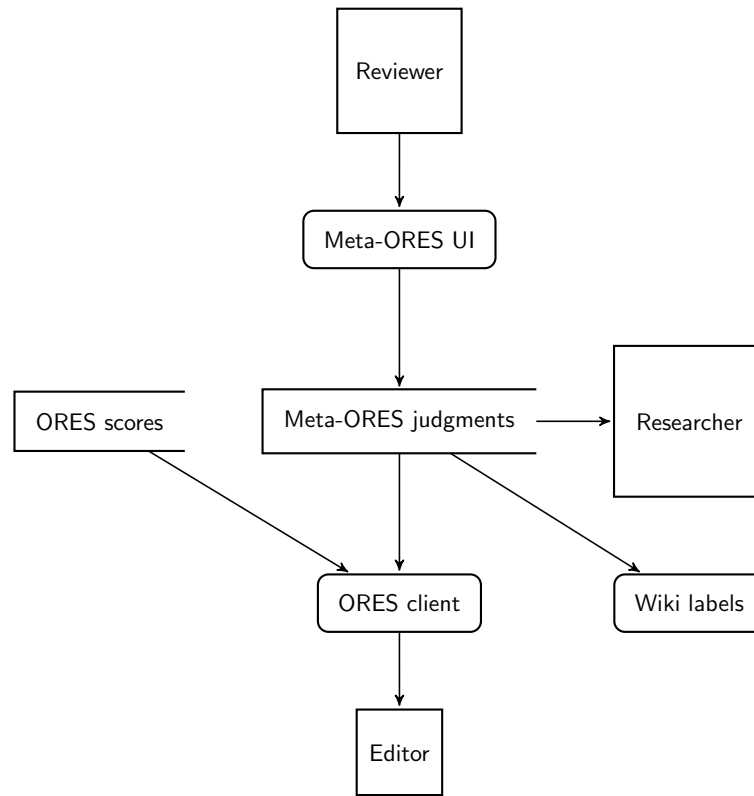 Reviewer
Meta-ORES UI
ORES scores
Meta-ORES judgments
Researcher
ORES client
Wiki labels
Editor